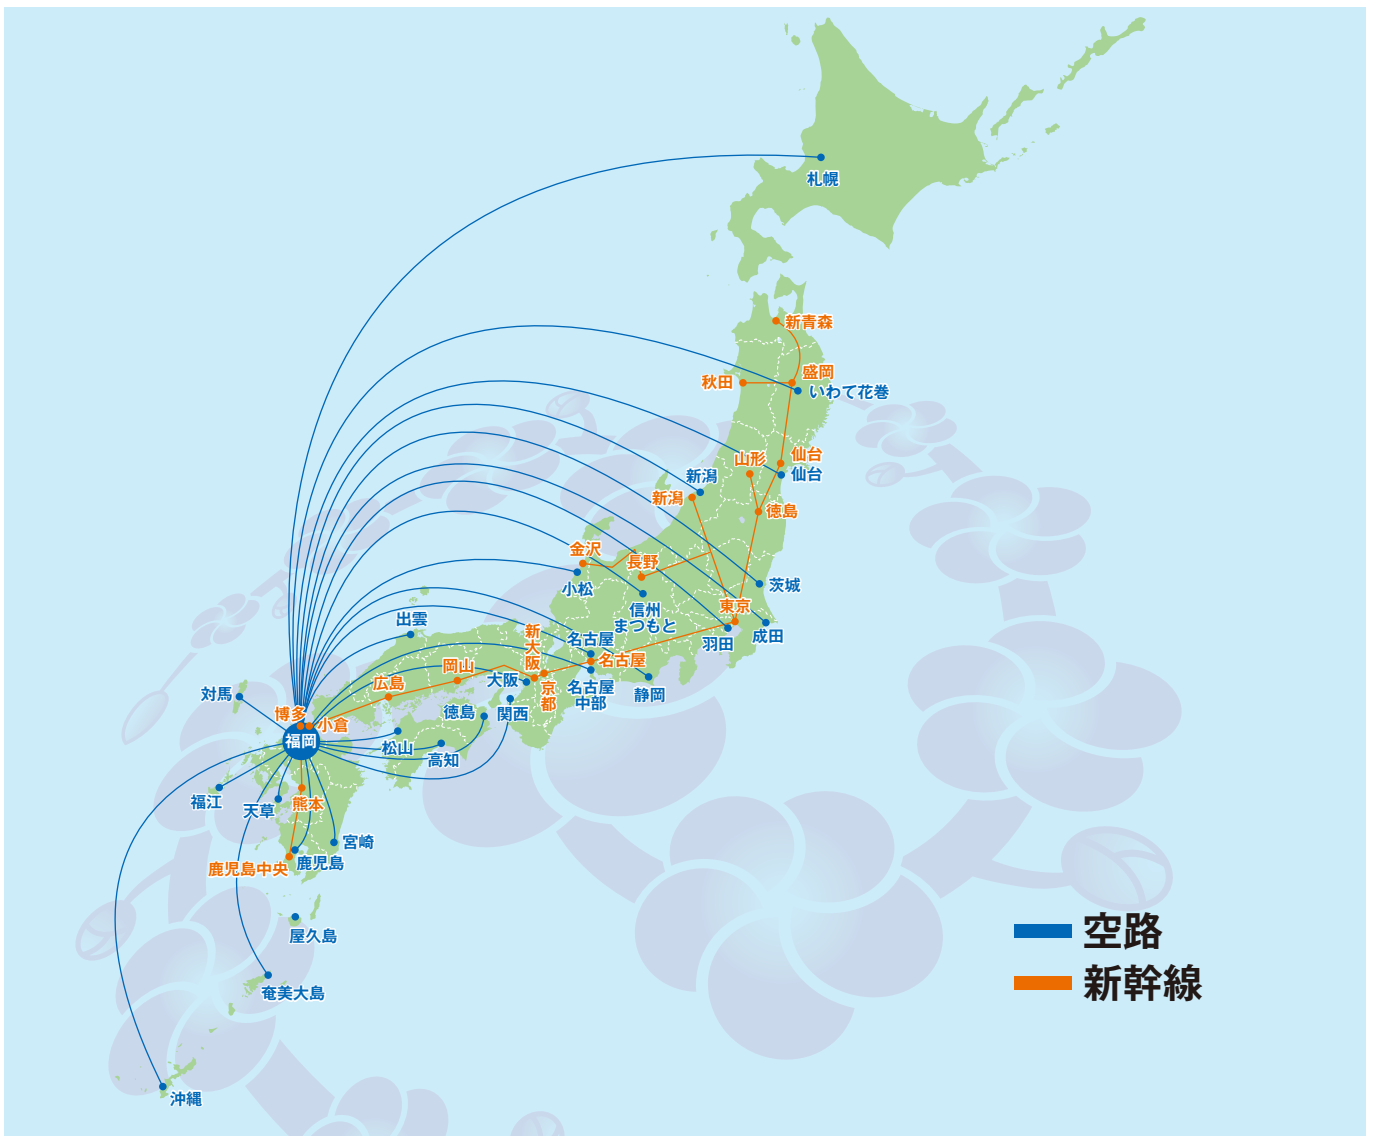 札幌
新青森
盛岡
秋田
いわて花巻
仙台
山形
仙台
新潟
新潟
徳島
金沢
長野
小松
茨城
信州
まつもと
東京
成田
羽田
出雲
新大阪
名古屋
名古屋
岡山
大阪
京都
名古屋
中部
静岡
広島
対馬
徳島
関西
博多
小倉
福岡
松山
高知
福江
天草
熊本
宮崎
鹿児島
鹿児島中央
屋久島
奄美大島
沖縄
空路
新幹線